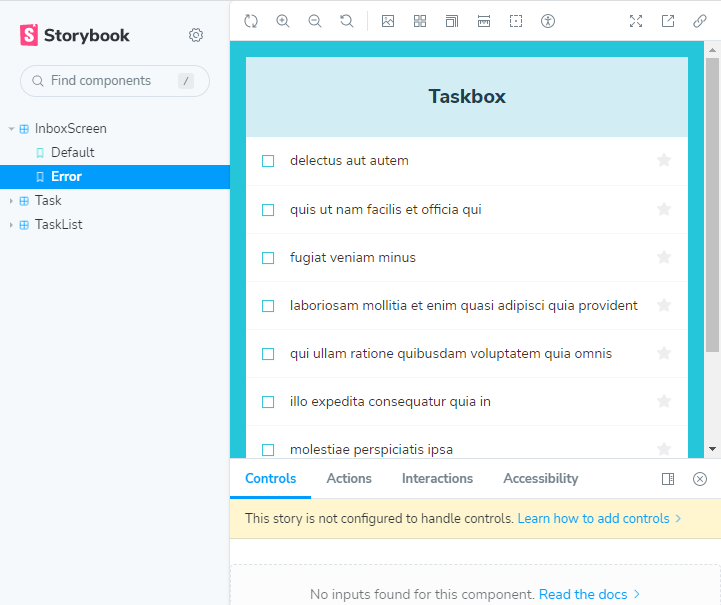 Storybook
Find components
/
InboxScreen
Default
Error
Task
TaskList
Taskbox
delectus aut autem
quis ut nam facilis et officia qui
fugiat veniam minus
laboriosam mollitia et enim quasi adipisci quia provident
qui ullam ratione quibusdam voluptatem quia omnis
illo expedita consequatur quia in
molestiae perspiciatis ipsa
Controls Actions Interactions Accessibility
This story is not configured to handle controls. Learn how to add controls
No inputs found for this component. Read the docs